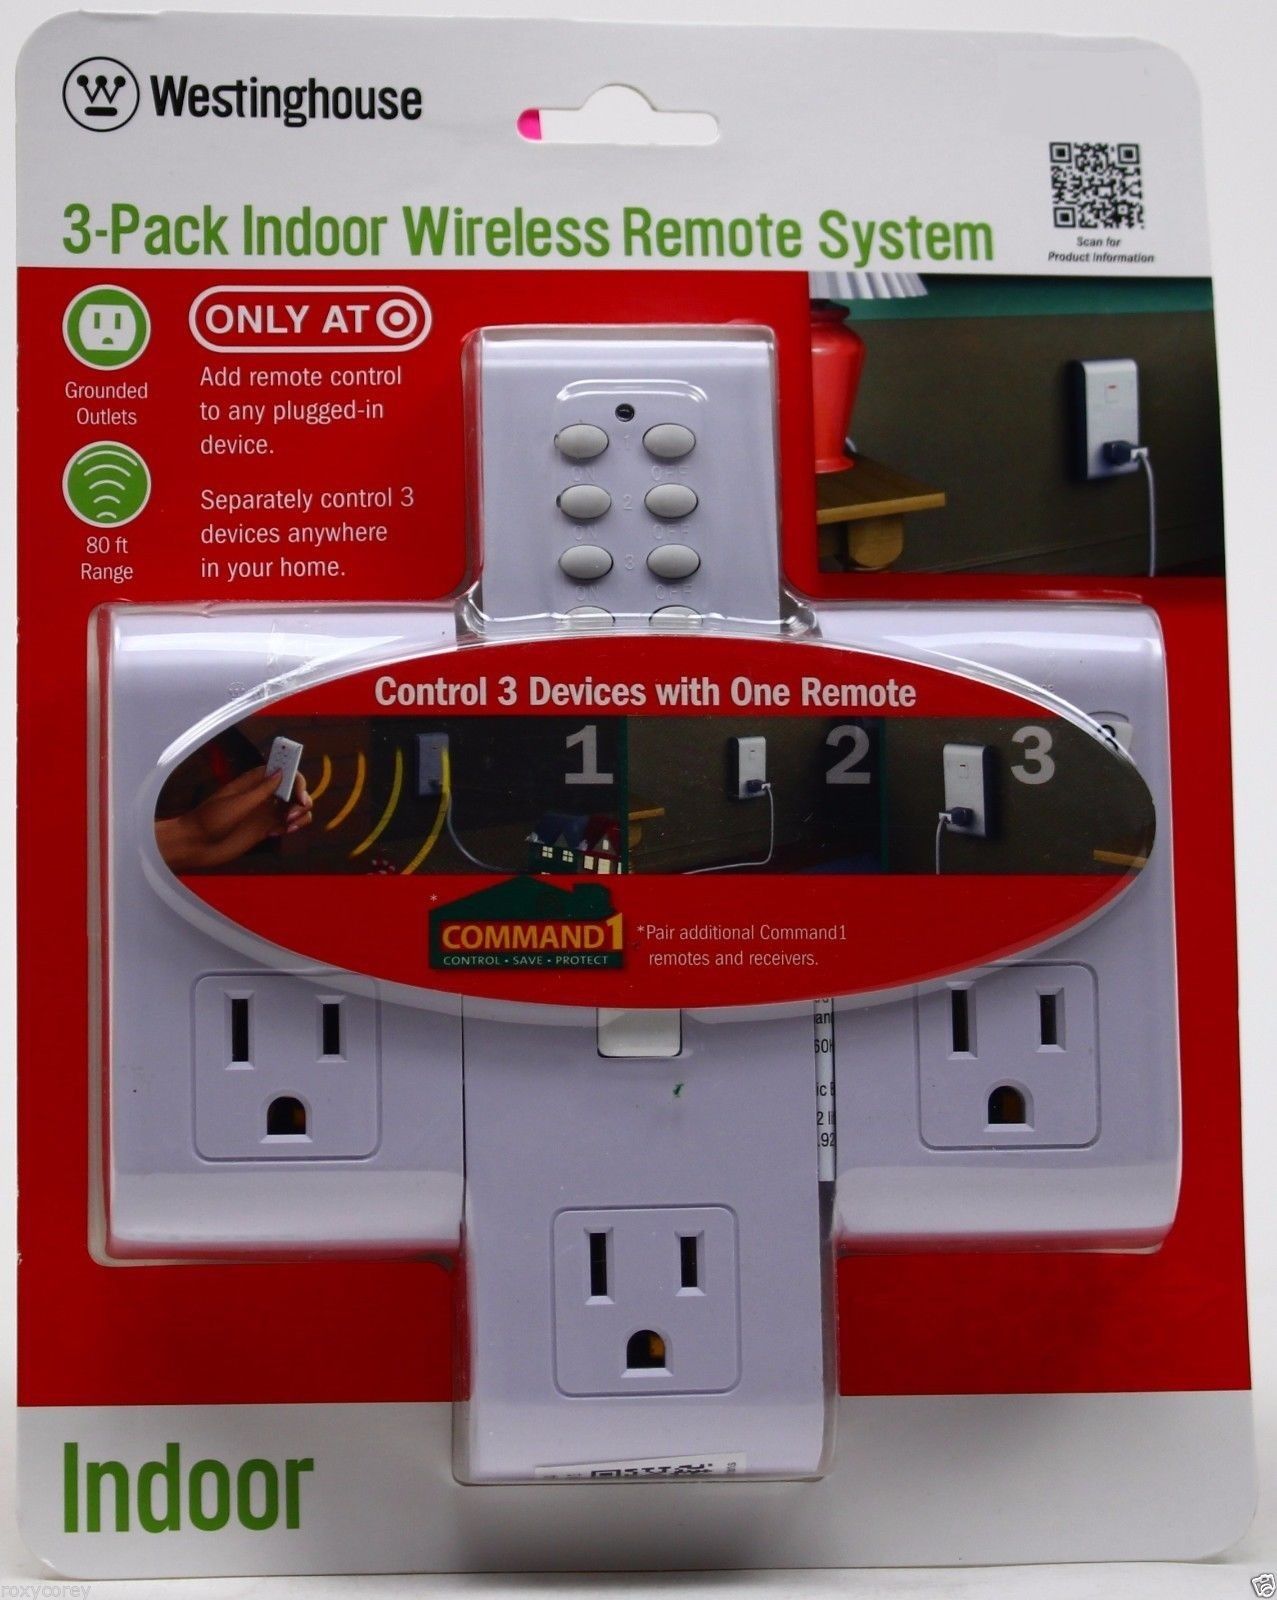 Westinghouse
3-Pack Indoor Wireless Remote System
Scan for
Product Information
Grounded
Outlets
80 ft
Range
ONLY AT
Add remote control
to any plugged-in
device.
Separately control 3
devices anywhere
in your home.
1
ON OFF
2
ON OFF
3
ON OFF
Control 3 Devices with One Remote
1 2 3
3
*
COMMAND1
CONTROL • SAVE • PROTECT
*Pair additional Command1
remotes and receivers.
Indoor
roxycorey